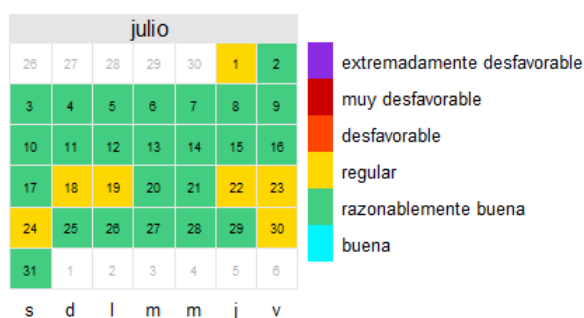 julio
26 27 28 29 30 1 2
3 4 5 6 7 8 9
10 11 12 13 14 15 16
17 18 19 20 21 22 23
24 25 26 27 28 29 30
31 1 2 3 4 5 6
s d l m m j v
extremadamente desfavorable
muy desfavorable
desfavorable
regular
razonablemente buena
buena